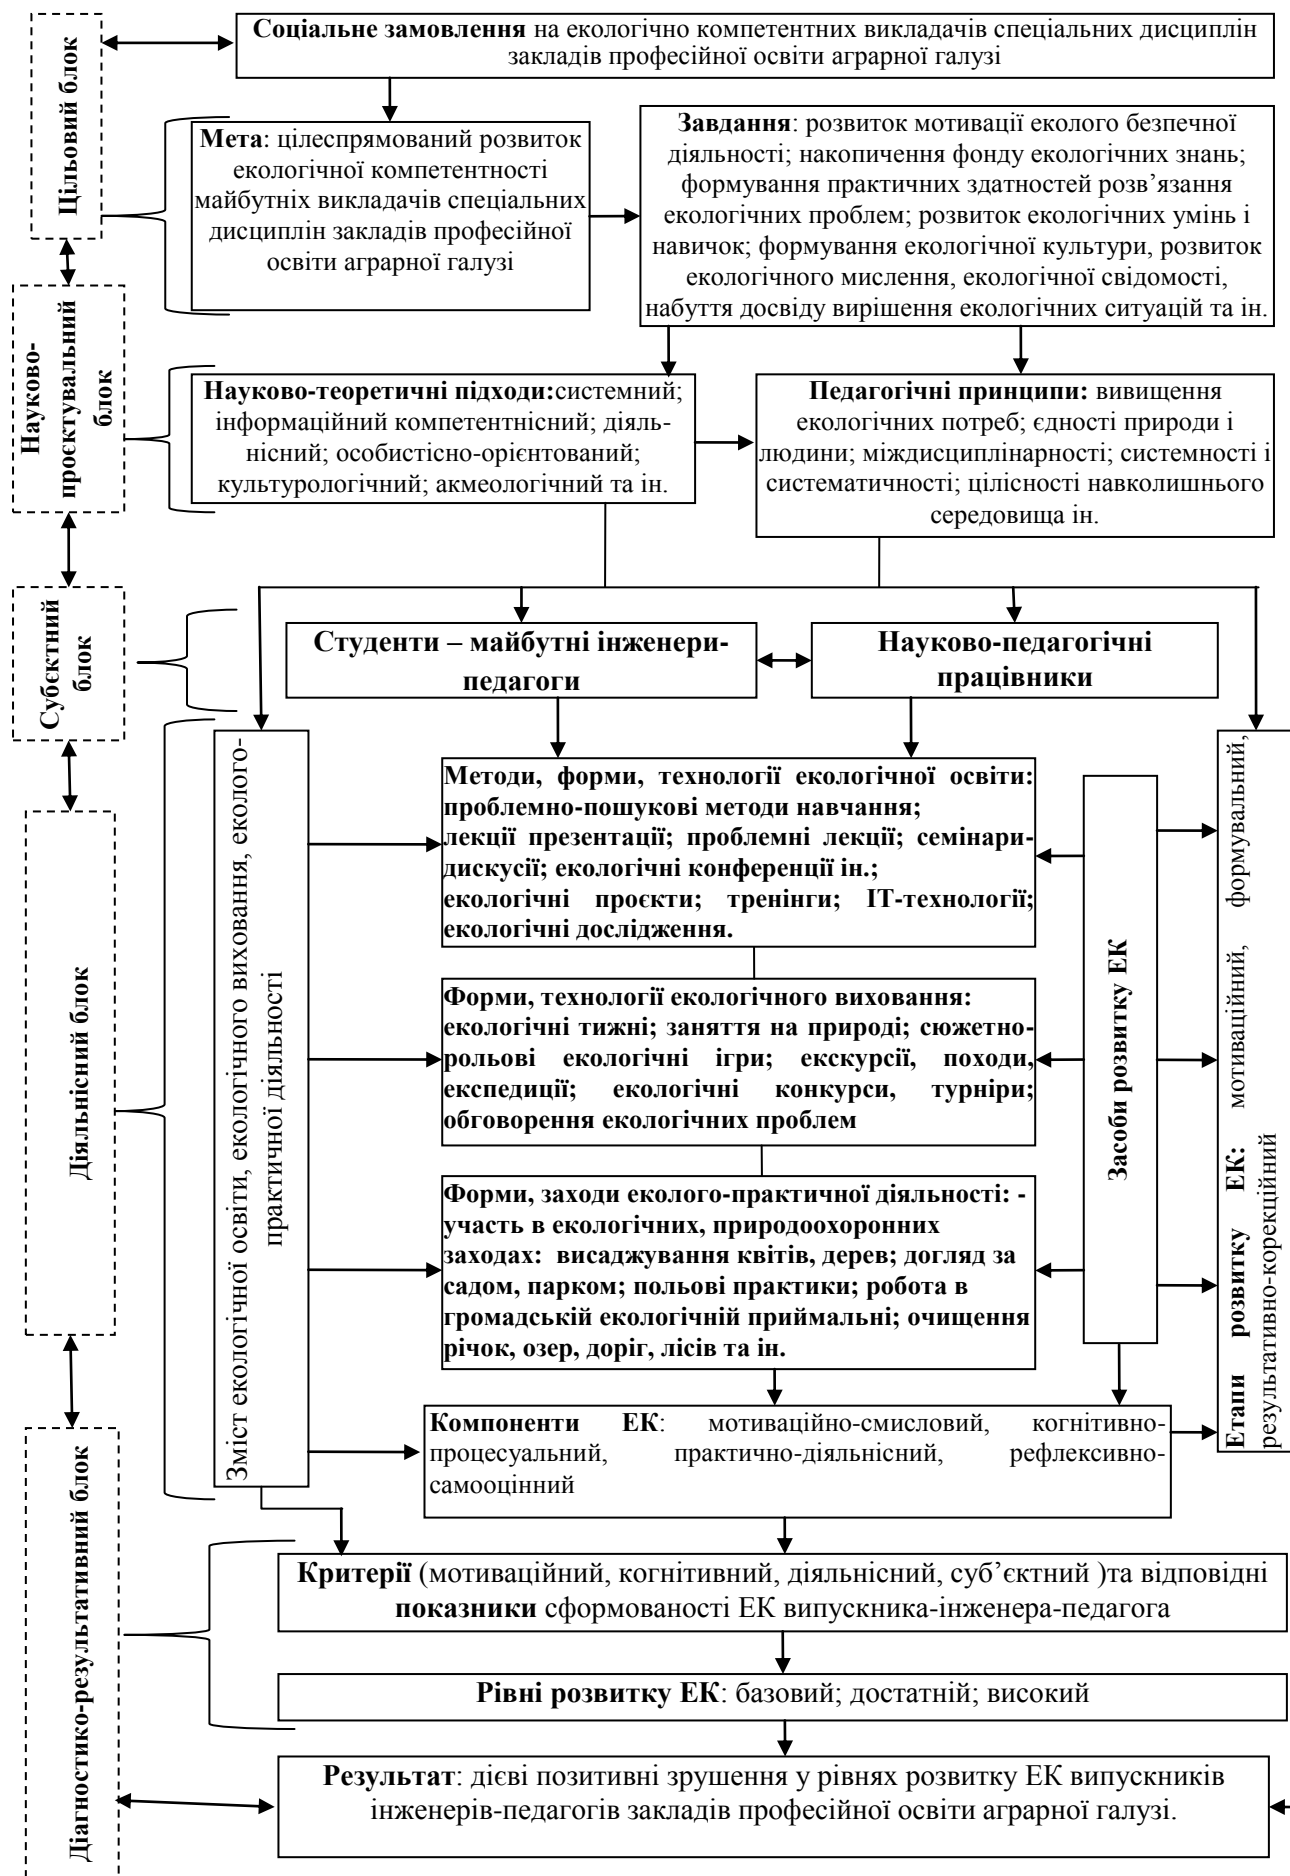 Цільовий блок
Соціальне замовлення на екологічно компетентних викладачів спеціальних дисциплін
закладів професійної освіти аграрної галузі
Мета: цілеспрямований розвиток
екологічної компетентності
майбутніх викладачів спеціальних
дисциплін закладів професійної
освіти аграрної галузі
Завдання: розвиток мотивації еколого безпечної
діяльності; накопичення фонду екологічних знань;
формування практичних здатностей розв’язання
екологічних проблем; розвиток екологічних умінь і
навичок; формування екологічної культури, розвиток
екологічного мислення, екологічної свідомості,
набуття досвіду вирішення екологічних ситуацій та ін.
Науково-
проєктувальний
блок
Науково-теоретичні підходи:системний;
інформаційний компетентнісний; діяль-
нісний; особистісно-орієнтований;
культурологічний; акмеологічний та ін.
Педагогічні принципи: вивищення
екологічних потреб; єдності природи і
людини; міждисциплінарності; системності і
систематичності; цілісності навколишнього
середовища ін.
Субєктний
блок
Студенти – майбутні інженери-
педагоги
Науково-педагогічні
працівники
Діяльнісний блок
Зміст екологічної освіти, екологічного виховання, еколого-
практичної діяльності
Методи, форми, технології екологічної освіти:
проблемно-пошукові методи навчання;
лекції презентації; проблемні лекції; семінари-
дискусії; екологічні конференції ін.;
екологічні проєкти; тренінги; ІТ-технології;
екологічні дослідження.
Форми, технології екологічного виховання:
екологічні тижні; заняття на природі; сюжетно-
рольові екологічні ігри; екскурсії, походи,
експедиції; екологічні конкурси, турніри;
обговорення екологічних проблем
Форми, заходи еколого-практичної діяльності: -
участь в екологічних, природоохоронних
заходах: висаджування квітів, дерев; догляд за
садом, парком; польові практики; робота в
громадській екологічній приймальні; очищення
річок, озер, доріг, лісів та ін.
Засоби розвитку ЕК
Етапи розвитку ЕК: мотиваційний, формувальний,
результативно-корекційний
Компоненти ЕК: мотиваційно-смисловий, когнітивно-
процесуальний, практично-діяльнісний, рефлексивно-
самооцінний
Діагностико-результативний блок
Критерії (мотиваційний, когнітивний, діяльнісний, суб’єктний )та відповідні
показники сформованості ЕК випускника-інженера-педагога
Рівні розвитку ЕК: базовий; достатній; високий
Результат: дієві позитивні зрушення у рівнях розвитку ЕК випускників
інженерів-педагогів закладів професійної освіти аграрної галузі.